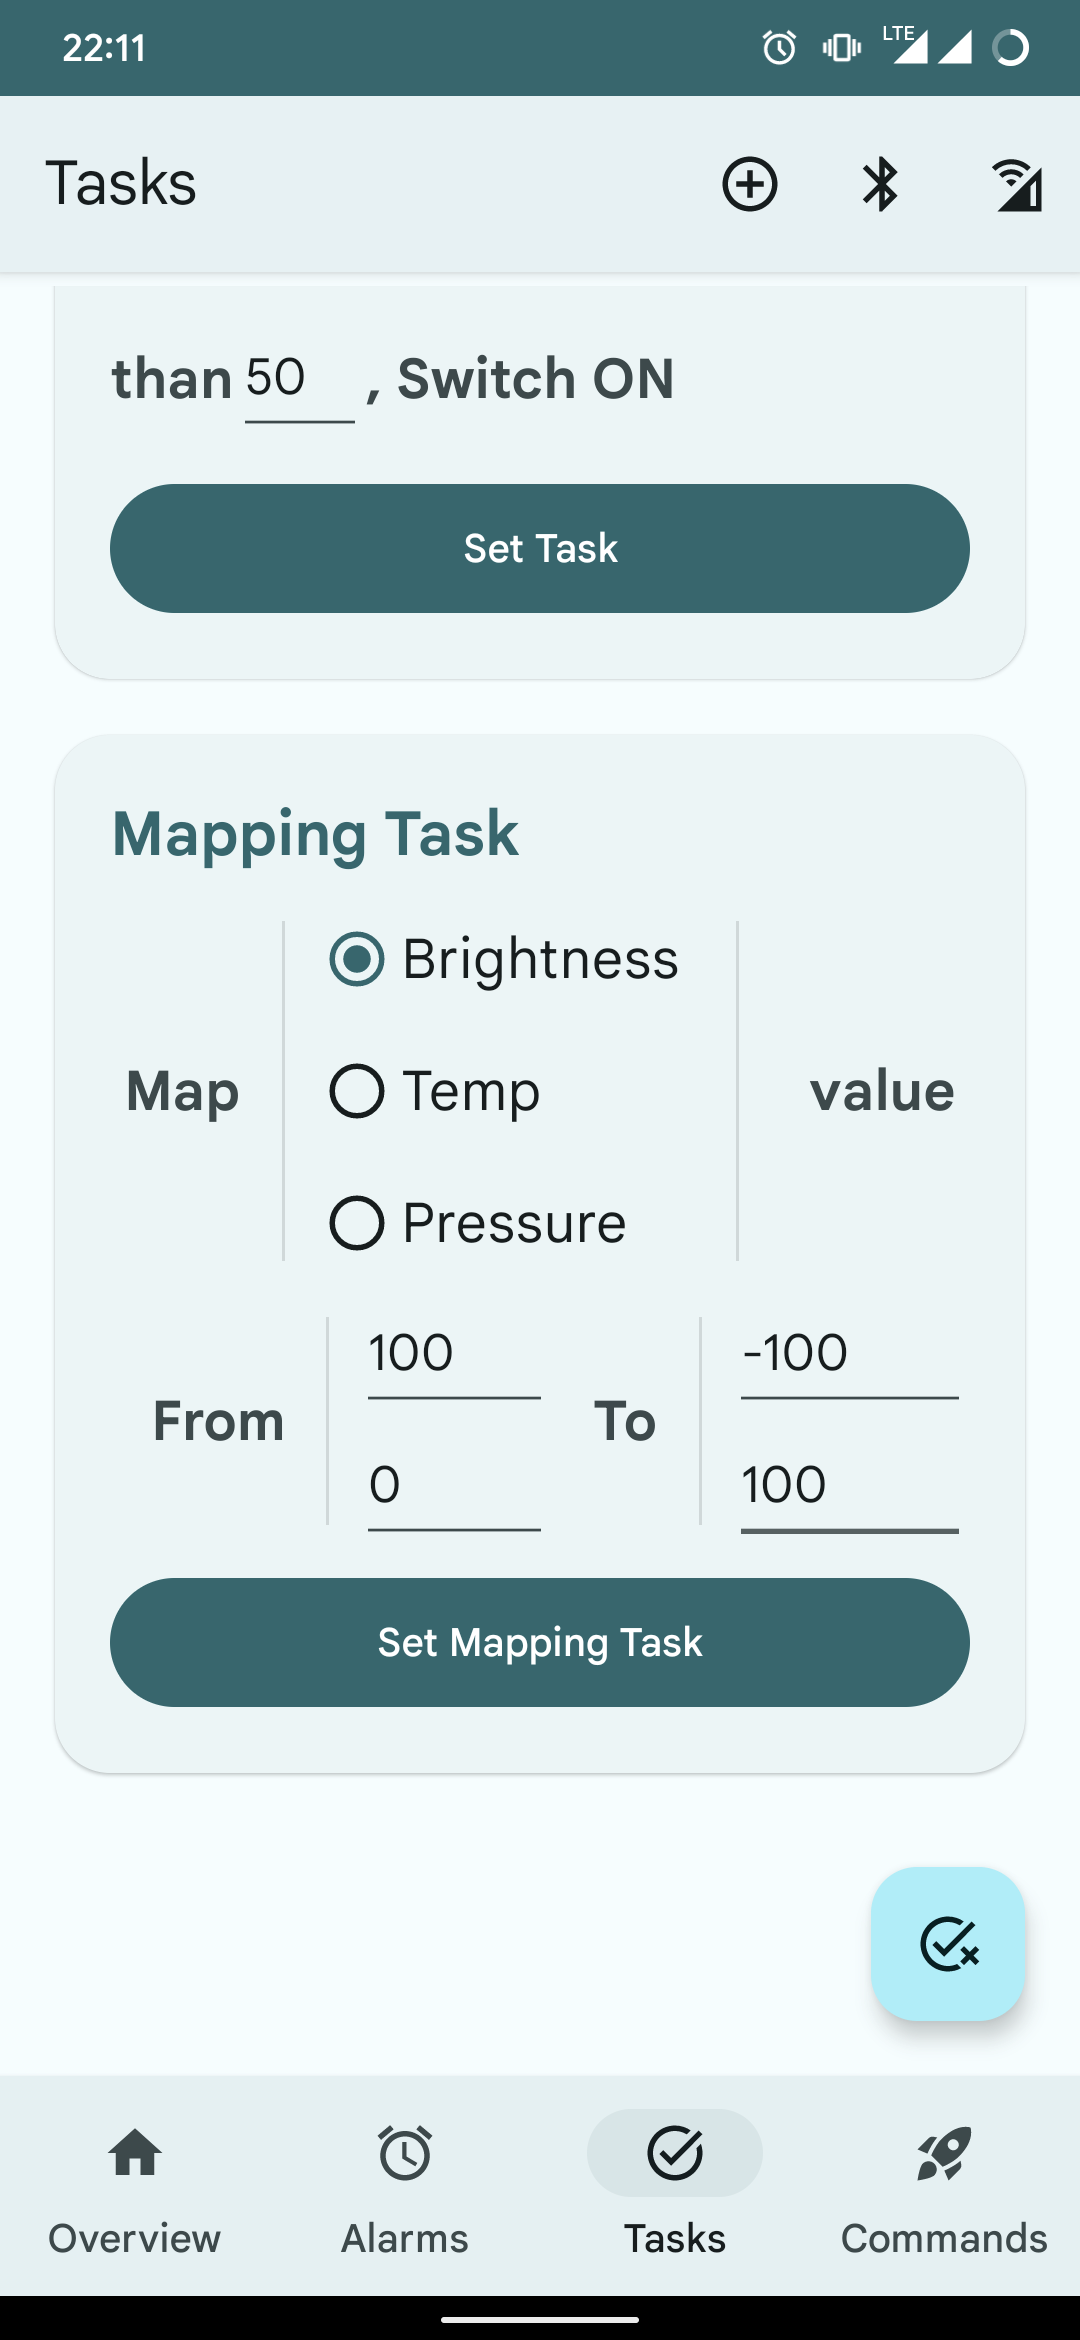 22:11
LTE
Tasks
than 50 , Switch ON
Set Task
Mapping Task
Brightness
Map
Temp
value
Pressure
100
-100
From
To
0
100
Set Mapping Task
Overview
Alarms
Tasks
Commands